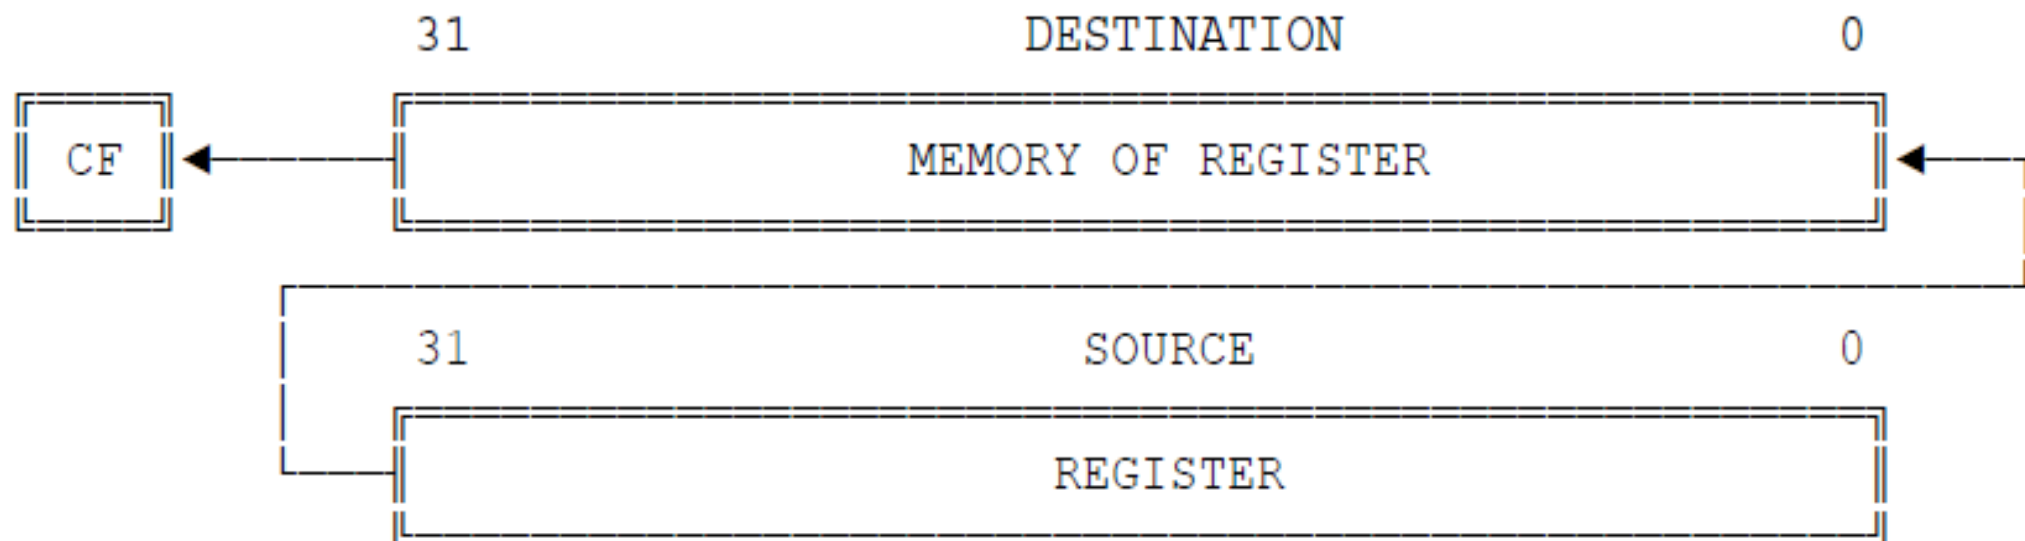 31 DESTINATION 0
CF MEMORY OF REGISTER
31 SOURCE 0
REGISTER